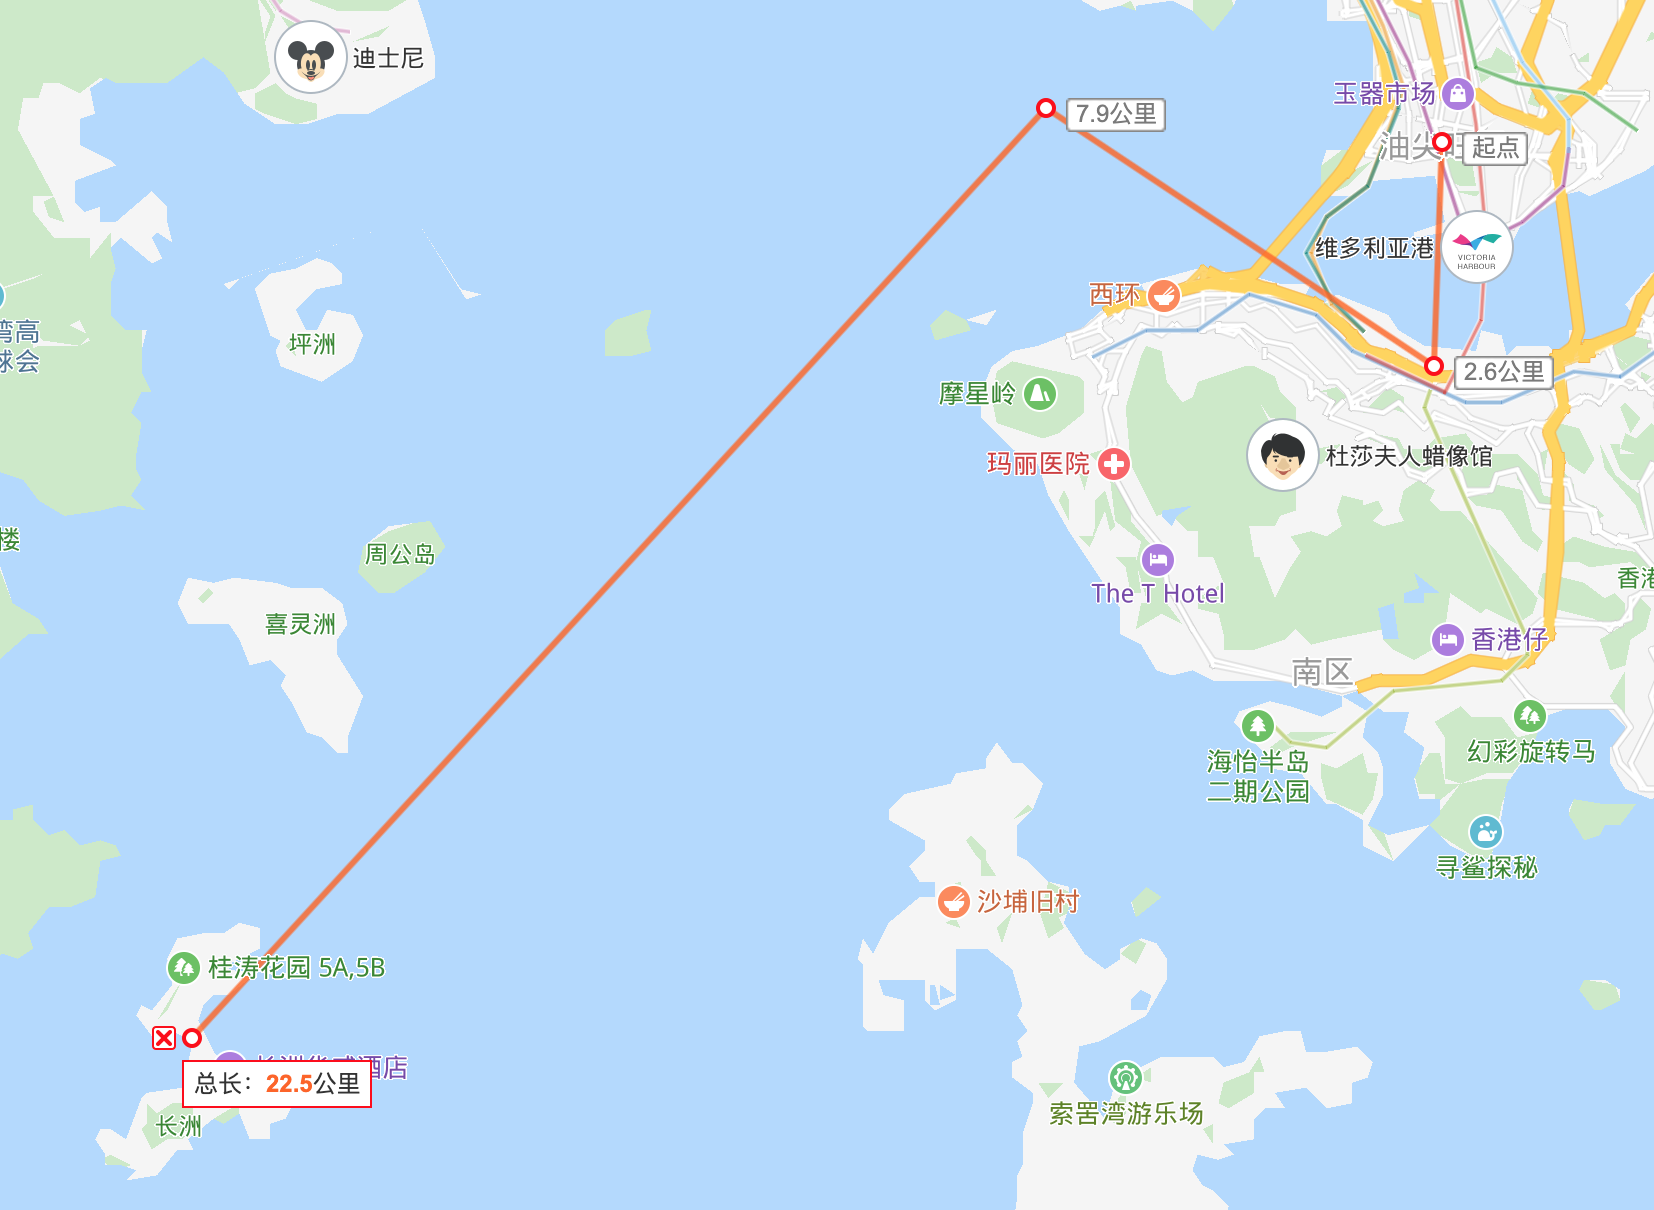 迪士尼
7.9公里
玉器市场
油尖旺
起点
维多利亚港
VICTORIA
HARBOUR
西环
湾高
球会
坪洲
2.6公里
摩星岭
杜莎夫人蜡像馆
玛丽医院
楼
周公岛
The T Hotel
香港
喜灵洲
香港仔
南区
幻彩旋转马
海怡半岛
二期公园
寻鲨探秘
沙埔旧村
桂涛花园 5A,5B
酒店
总长：22.5公里
索罟湾游乐场
长洲